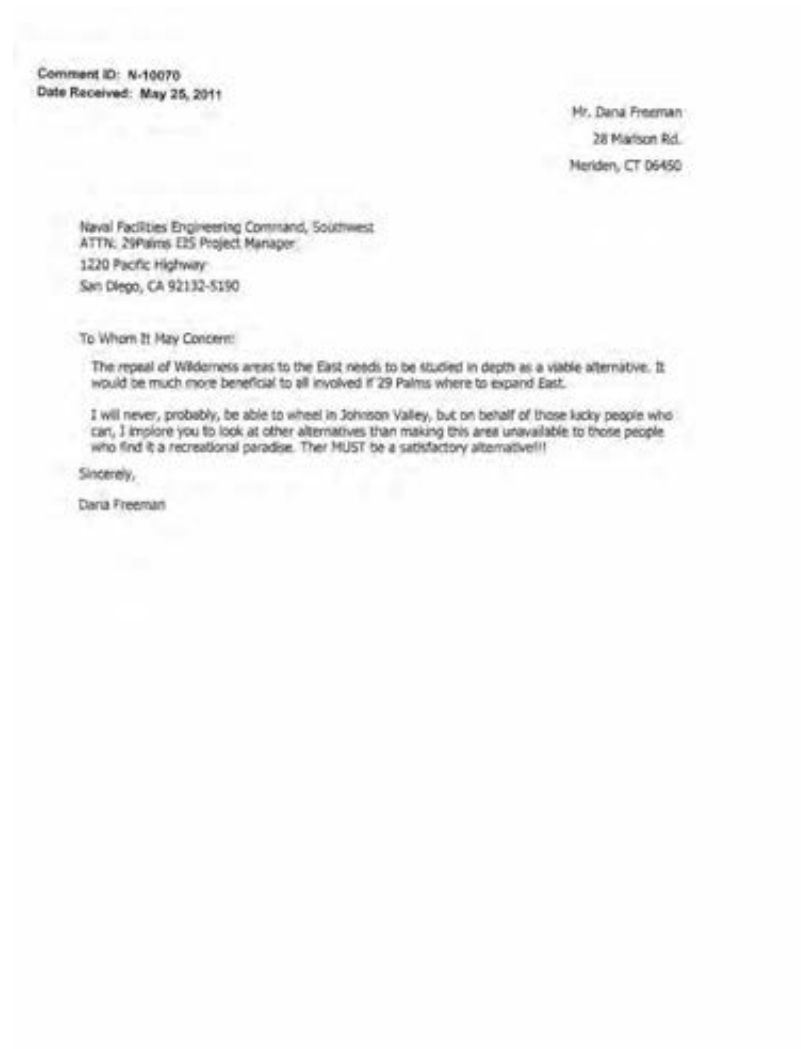 Comment ID: N-10070
Date Received: May 25, 2011
Mr. Dana Freeman
28 Marison Rd.
Meriden, CT 06450
Naval Facilities Engineering Command, Southwest
ATTN: 29Palms EIS Project Manager
1220 Pacific Highway
San Diego, CA 92132-5190
To Whom It May Concern:
The repeal of Wilderness areas to the East needs to be studied in depth as a viable alternative. It
would be much more beneficial to all involved if 29 Palms where to expand East.
I will never, probably, be able to wheel in Johnson Valley, but on behalf of those lucky people who
can, I implore you to look at other alternatives than making this area unavailable to those people
who find it a recreational paradise. Ther MUST be a satisfactory alternative!!!
Sincerely,
Dana Freeman